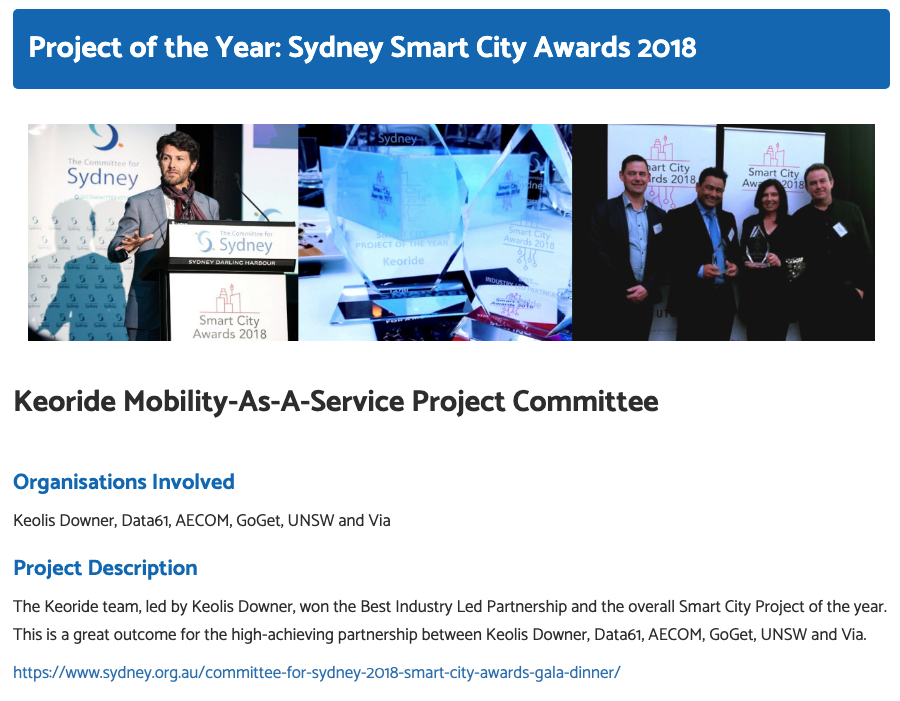 Project of the Year: Sydney Smart City Awards 2018
The Committee for
Sydney
The Committee for
Sydney
SYDNEY DARLING HARBOUR
Smart City
Awards 2018
Sydney
Smart City
PROJECT OF THE YEAR
Keoride
Smart City
Awards 2018
Smart City
Awards 2018
Smart City
Awards 2018
Keoride Mobility-As-A-Service Project Committee
Organisations Involved
Keolis Downer, Data61, AECOM, GoGet, UNSW and Via
Project Description
The Keoride team, led by Keolis Downer, won the Best Industry Led Partnership and the overall Smart City Project of the year.
This is a great outcome for the high-achieving partnership between Keolis Downer, Data61, AECOM, GoGet, UNSW and Via.
https://www.sydney.org.au/committee-for-sydney-2018-smart-city-awards-gala-dinner/